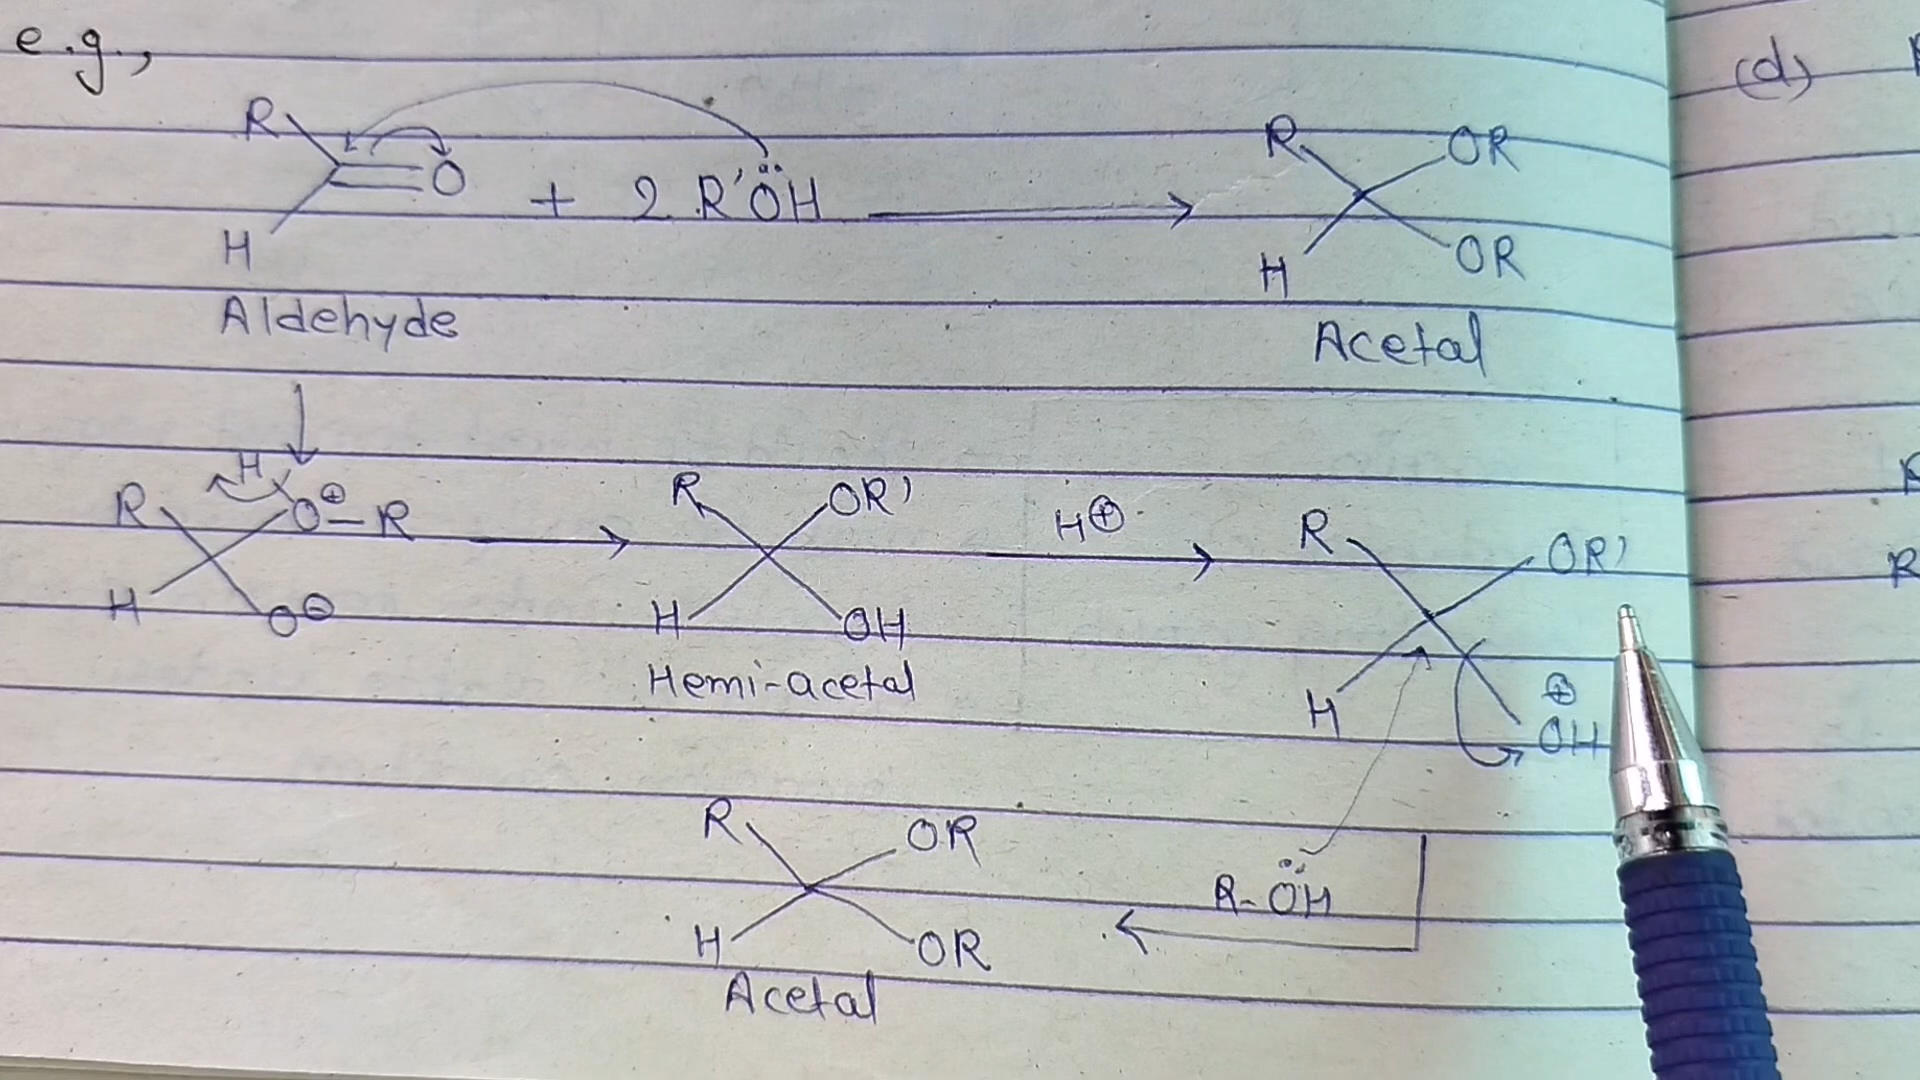 e.g.,
(d)
R O + 2 R'ÖH → R OR
H H OR
Aldehyde Acetal
↓
R H O⊕–R → R OR' H⊕ → R OR'
H O⊖ H OH H ⊕OH
Hemi-acetal
R OR R-ÖH
H OR
Acetal